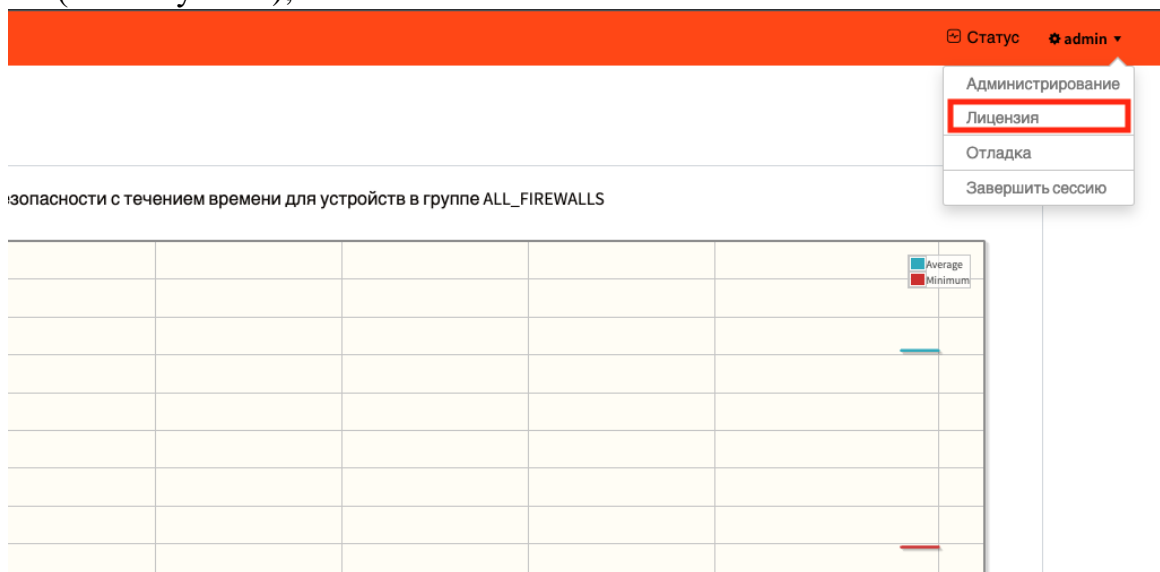 Статус admin
Администрирование
Лицензия
Отладка
Завершить сессию
зопасности с течением времени для устройств в группе ALL_FIREWALLS
Average
Minimum